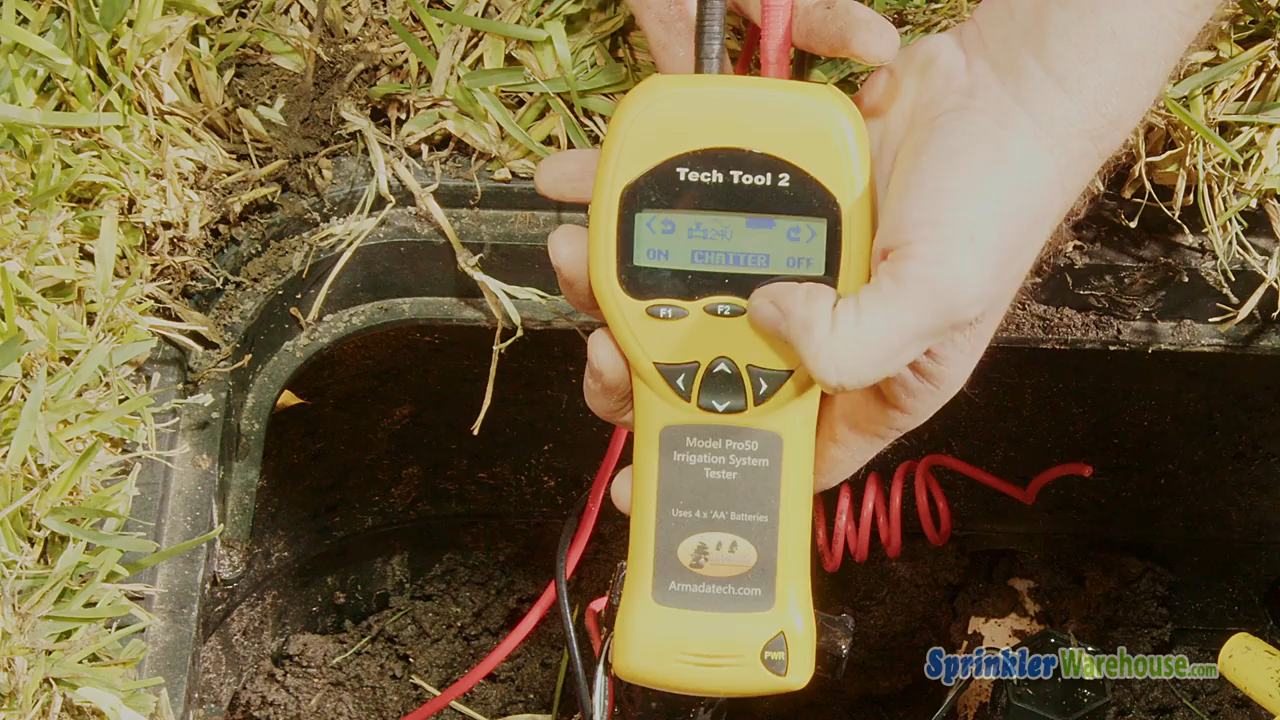 Tech Tool 2
24V
ON CHATTER OFF
F1 F2
Model Pro50
Irrigation System
Tester
Uses 4 x 'AA' Batteries
Armadatech.com
PWR
SprinklerWarehouse.com